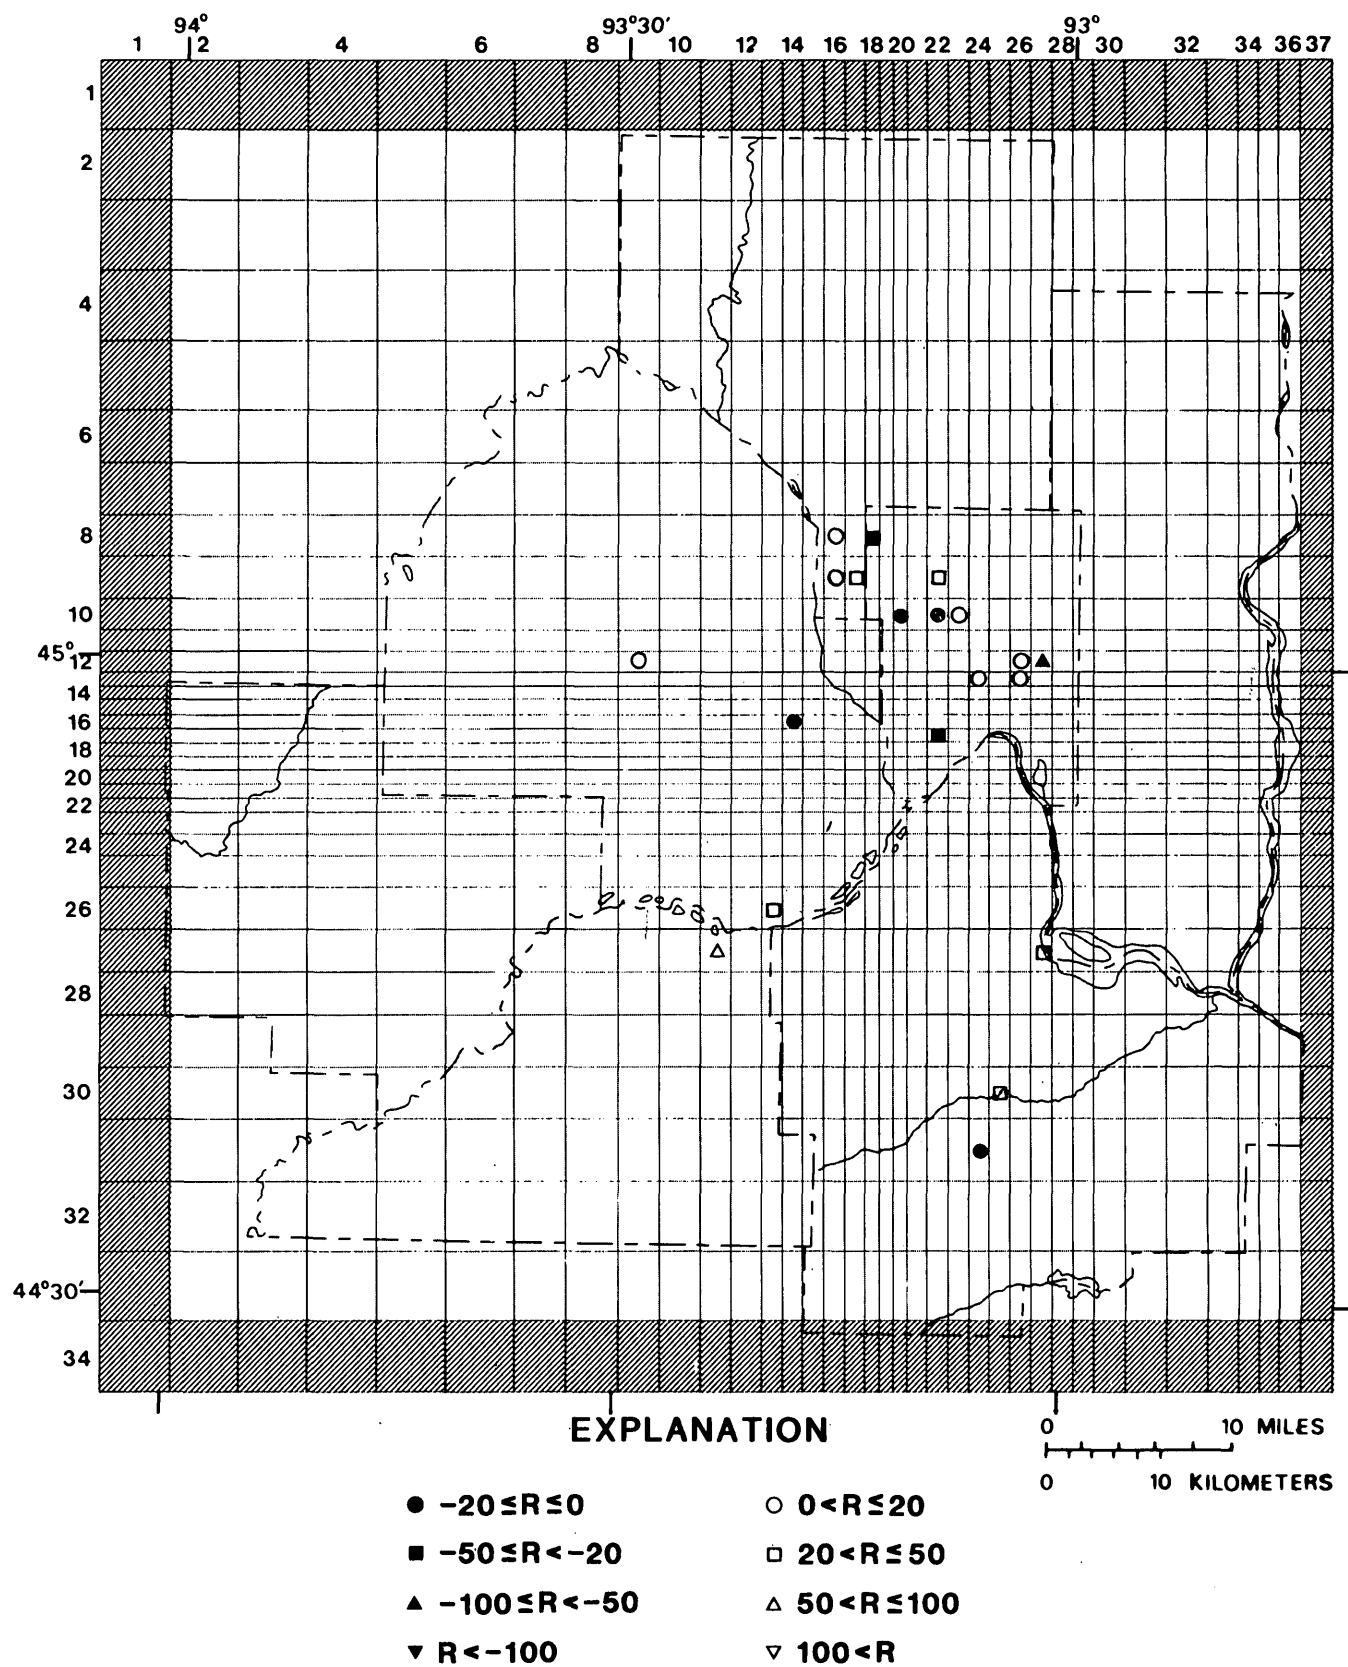 94° 93°30′ 93°
1 2 4 6 8 10 12 14 16 18 20 22 24 26 28 30 32 34 36 37
1
2
4
6
8
10
45°
12
14
16
18
20
22
24
26
28
30
32
44°30′
34
EXPLANATION
0 10 MILES
0 10 KILOMETERS
● -20≤R≤0 ○ 0<R≤20
■ -50≤R<-20 □ 20<R≤50
▲ -100≤R<-50 △ 50<R≤100
▼ R<-100 ▽ 100<R